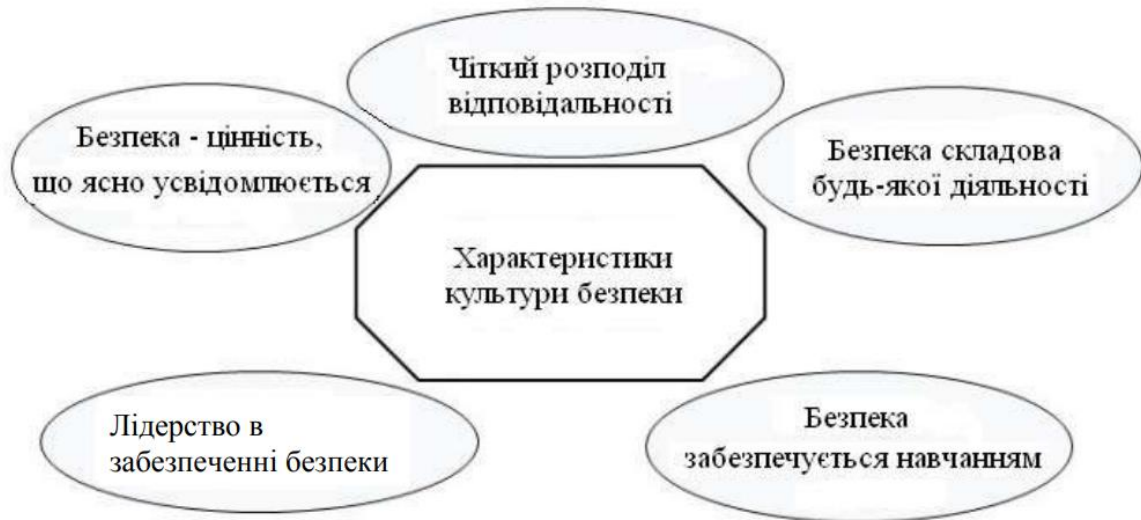 Чіткий розподіл
відповідальності
Безпека - цінність,
що ясно усвідомлюється
Безпека складова
будь-якої діяльності
Характеристики
культури безпеки
Лідерство в
забезпеченні безпеки
Безпека
забезпечується навчанням